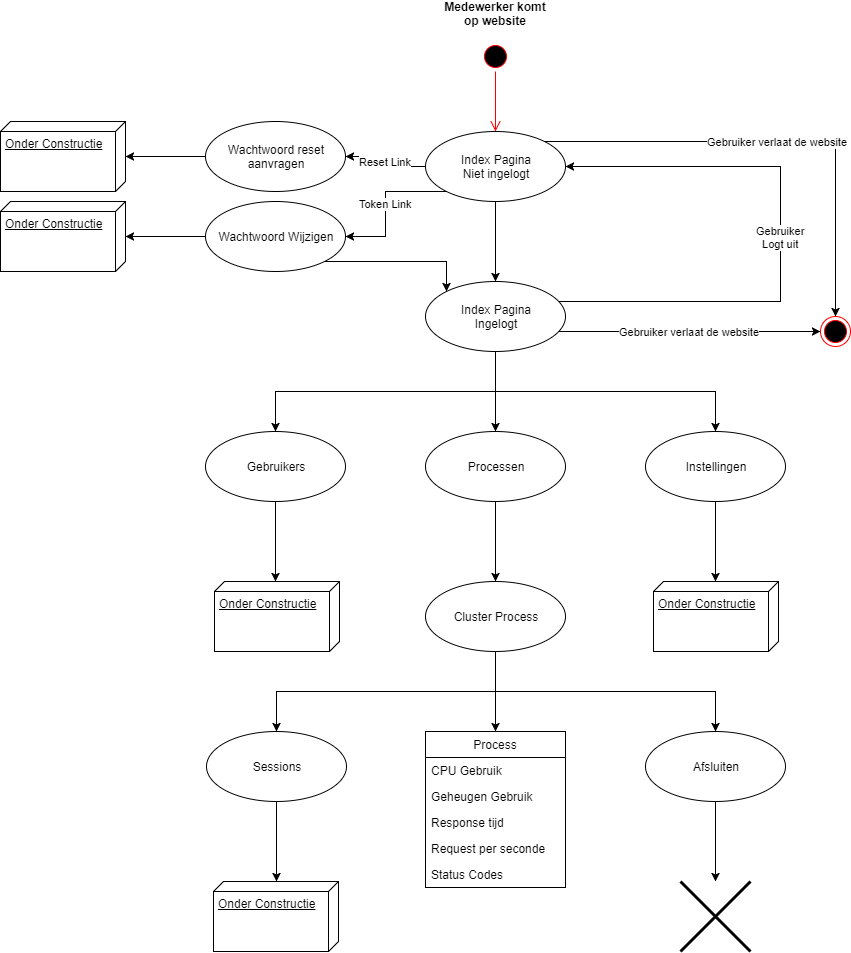 Medewerker komt
op website
Onder Constructie
Wachtwoord reset
aanvragen
Reset Link
Index Pagina
Niet ingelogt
Gebruiker verlaat de website
Token Link
Onder Constructie
Wachtwoord Wijzigen
Gebruiker
Logt uit
Index Pagina
Ingelogt
Gebruiker verlaat de website
Gebruikers
Processen
Instellingen
Onder Constructie
Cluster Process
Onder Constructie
Sessions
Process
CPU Gebruik
Geheugen Gebruik
Response tijd
Request per seconde
Status Codes
Afsluiten
Onder Constructie